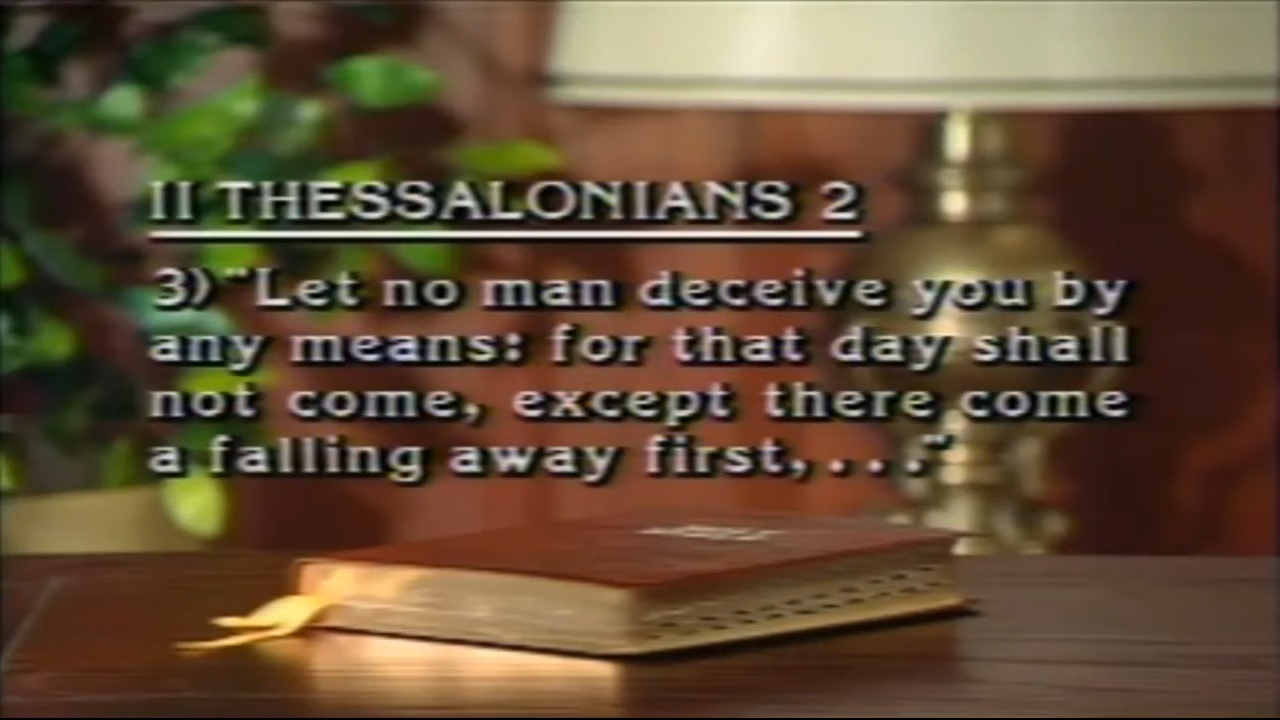 II THESSALONIANS 2
3) "Let no man deceive you by
any means: for that day shall
not come, except there come
a falling away first, . . ."